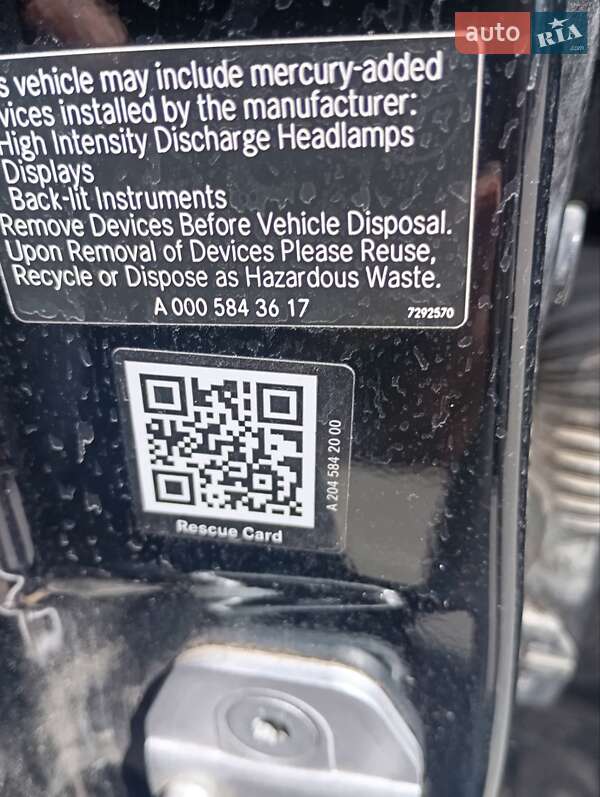 auto RIA
.com
s vehicle may include mercury-added
vices installed by the manufacturer:
High Intensity Discharge Headlamps
Displays
Back-lit Instruments
Remove Devices Before Vehicle Disposal.
Upon Removal of Devices Please Reuse,
Recycle or Dispose as Hazardous Waste.
A 000 584 36 17
7292570
A 204 584 20 00
Rescue Card